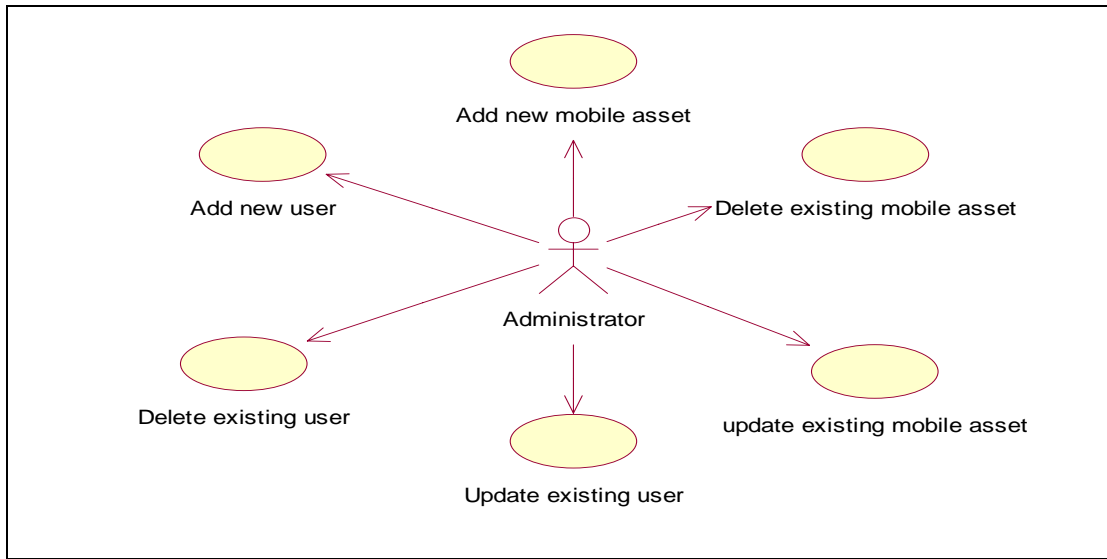 Add new mobile asset
Add new user
Delete existing mobile asset
Administrator
Delete existing user
update existing mobile asset
Update existing user